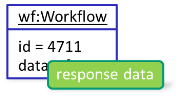 wf:Workflow
id = 4711
data
response data